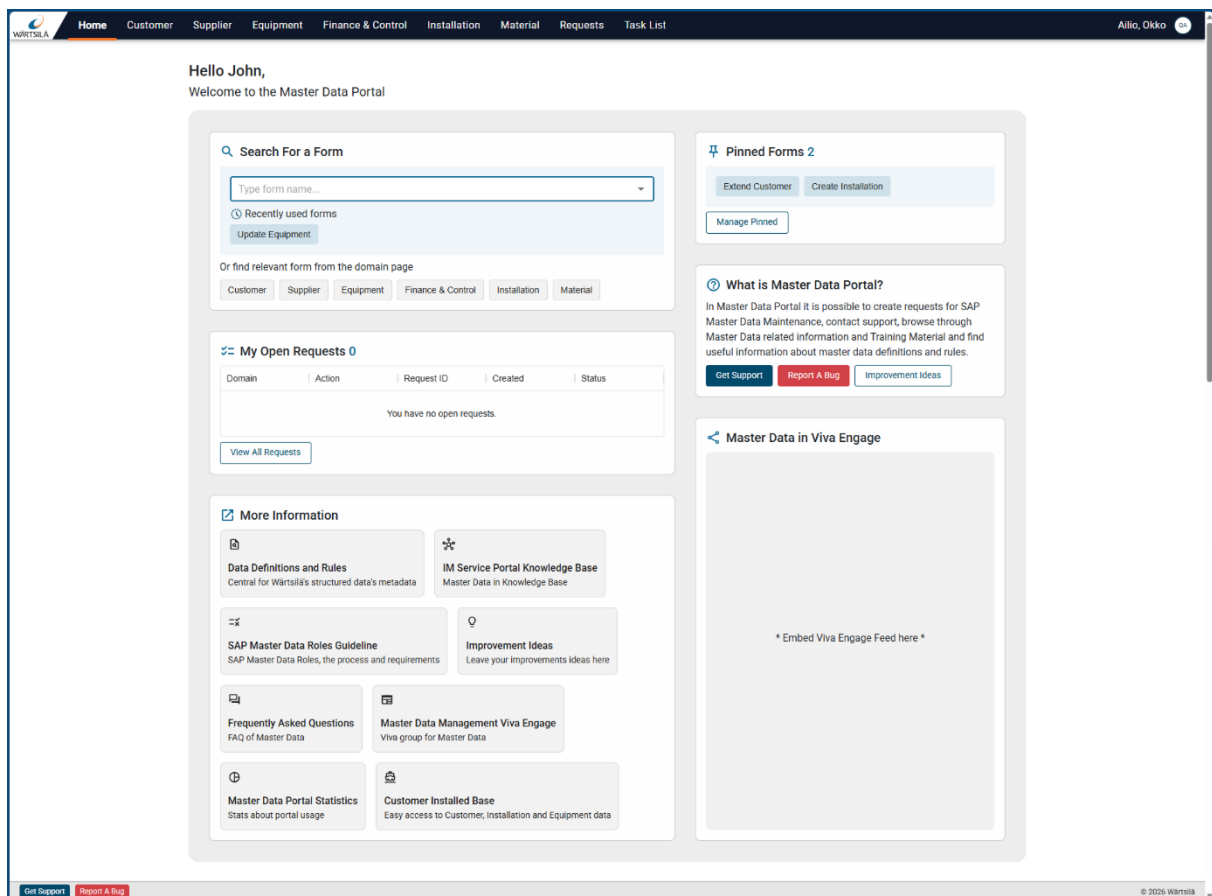 WÄRTSILÄ
Home Customer Supplier Equipment Finance & Control Installation Material Requests Task List
Ailio, Okko OA
Hello John,
Welcome to the Master Data Portal
Search For a Form
Type form name...
Recently used forms
Update Equipment
Or find relevant form from the domain page
Customer Supplier Equipment Finance & Control Installation Material
My Open Requests 0
Domain Action Request ID Created Status
You have no open requests.
View All Requests
More Information
Data Definitions and Rules
Central for Wärtsilä's structured data's metadata
IM Service Portal Knowledge Base
Master Data in Knowledge Base
SAP Master Data Roles Guideline
SAP Master Data Roles, the process and requirements
Improvement Ideas
Leave your improvements ideas here
Frequently Asked Questions
FAQ of Master Data
Master Data Management Viva Engage
Viva group for Master Data
Master Data Portal Statistics
Stats about portal usage
Customer Installed Base
Easy access to Customer, Installation and Equipment data
Pinned Forms 2
Extend Customer Create Installation
Manage Pinned
What is Master Data Portal?
In Master Data Portal it is possible to create requests for SAP
Master Data Maintenance, contact support, browse through
Master Data related information and Training Material and find
useful information about master data definitions and rules.
Get Support Report A Bug Improvement Ideas
Master Data in Viva Engage
* Embed Viva Engage Feed here *
Get Support Report A Bug
© 2026 Wärtsilä